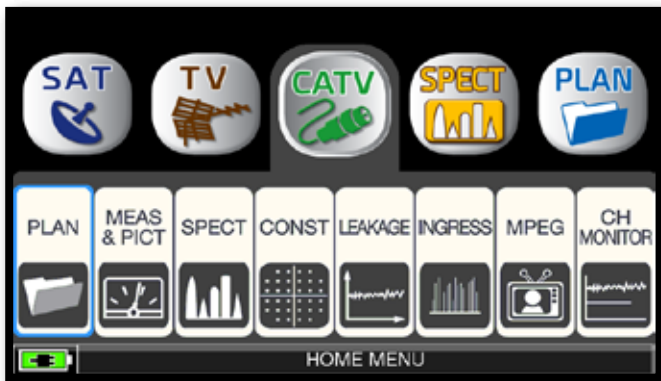 SAT
TV
CATV
SPECT
PLAN
PLAN
MEAS
& PICT
SPECT
CONST
LEAKAGE
INGRESS
MPEG
CH
MONITOR
HOME MENU